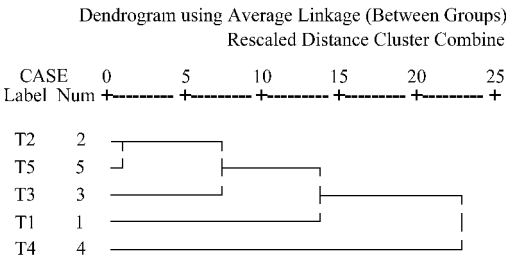 Dendrogram using Average Linkage (Between Groups)
Rescaled Distance Cluster Combine
CASE 0 5 10 15 20 25
Label Num +--------- +--------- +--------- +--------- +--------- +
T2 2
T5 5
T3 3
T1 1
T4 4